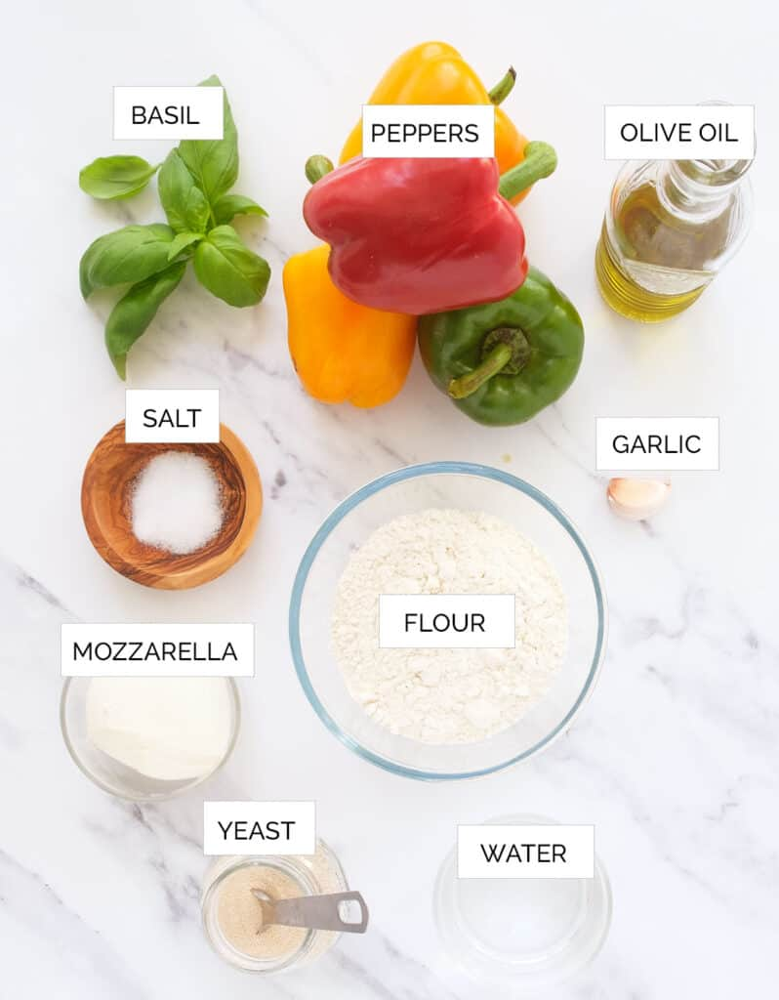 BASIL
PEPPERS
OLIVE OIL
SALT
GARLIC
FLOUR
MOZZARELLA
YEAST
WATER